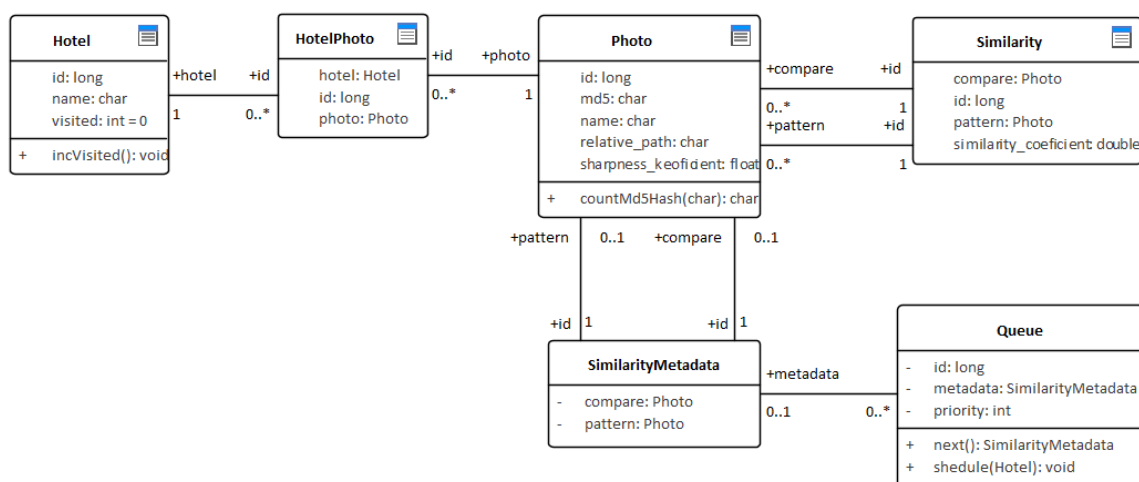 Hotel
id: long
name: char
visited: int = 0
+ incVisited(): void
+hotel +id
1 0..*
HotelPhoto
hotel: Hotel
id: long
photo: Photo
+id +photo
0..* 1
Photo
id: long
md5: char
name: char
relative_path: char
sharpness_keoficient: float
+ countMd5Hash(char): char
+compare +id
0..* 1
+pattern +id
0..* 1
Similarity
compare: Photo
id: long
pattern: Photo
similarity_coeficient: double
+pattern 0..1 +compare 0..1
+id 1 +id 1
SimilarityMetadata
- compare: Photo
- pattern: Photo
+metadata
0..1 0..*
Queue
- id: long
- metadata: SimilarityMetadata
- priority: int
+ next(): SimilarityMetadata
+ shedule(Hotel): void